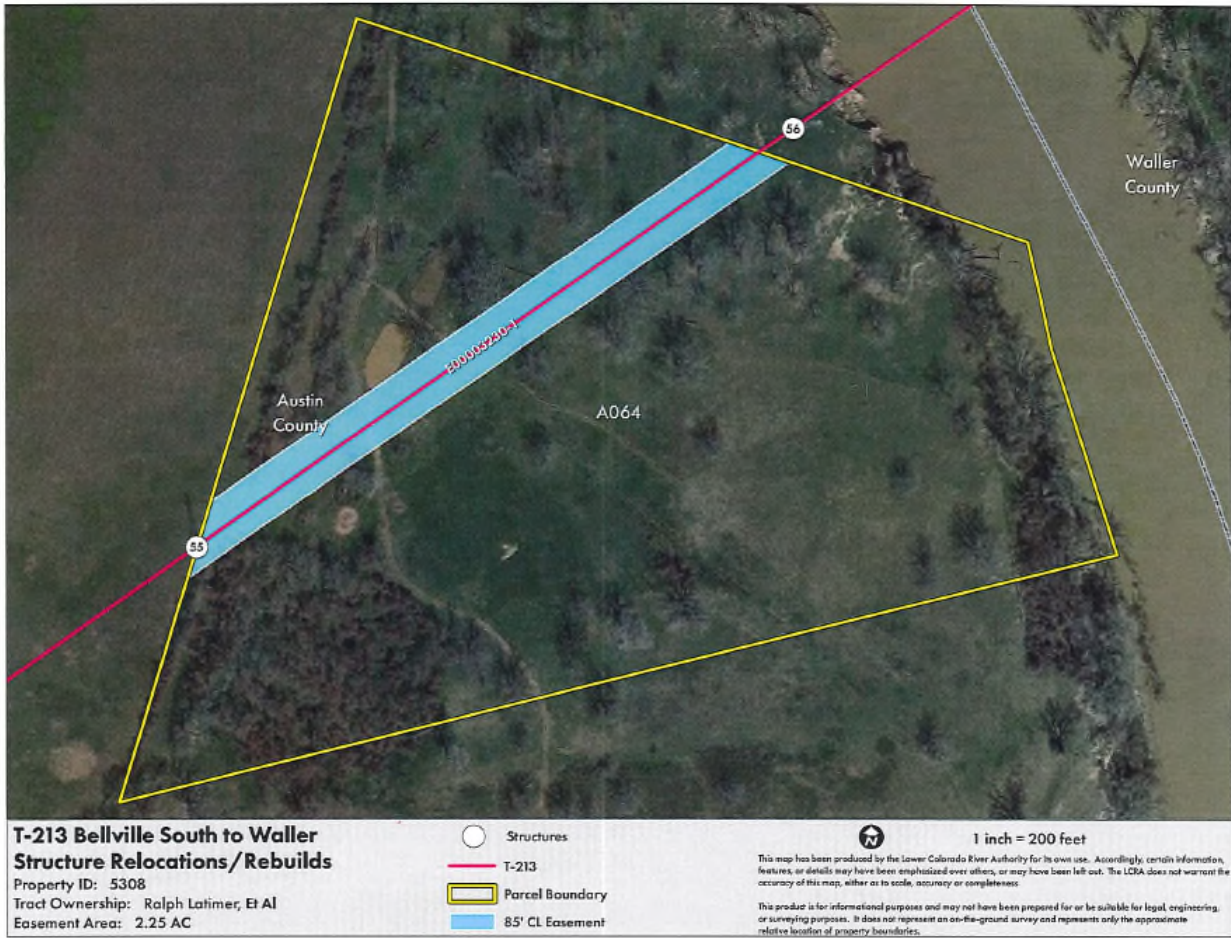 56
Waller
County
E00003230-1
Austin
County
A064
55
T-213 Bellville South to Waller
Structure Relocations/Rebuilds
Property ID: 5308
Tract Ownership: Ralph Latimer, Et Al
Easement Area: 2.25 AC
Structures
T-213
Parcel Boundary
85' CL Easement
N
1 inch = 200 feet
This map has been produced by the Lower Colorado River Authority for its own use. Accordingly, certain information,
features, or details may have been emphasized over others, or may have been left out. The LCRA does not warrant the
accuracy of this map, either as to scale, accuracy or completeness
This product is for informational purposes and may not have been prepared for or be suitable for legal, engineering,
or surveying purposes. It does not represent an on-the-ground survey and represents only the approximate
relative location of property boundaries.